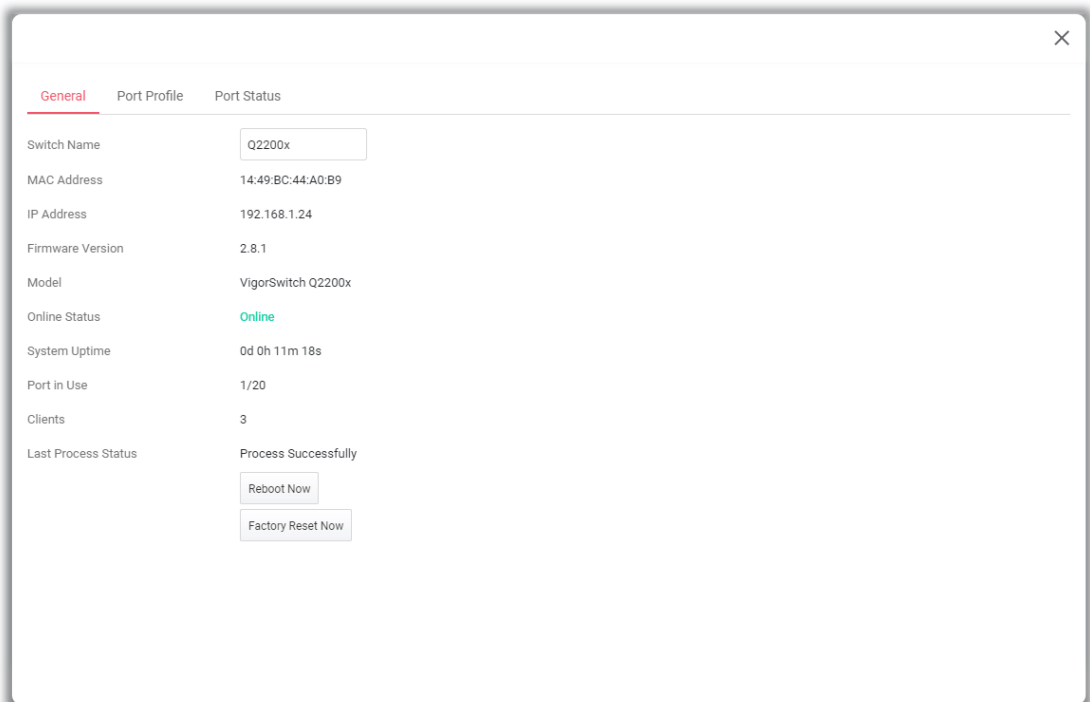 General Port Profile Port Status
Switch Name Q2200x
MAC Address 14:49:BC:44:A0:B9
IP Address 192.168.1.24
Firmware Version 2.8.1
Model VigorSwitch Q2200x
Online Status Online
System Uptime 0d 0h 11m 18s
Port in Use 1/20
Clients 3
Last Process Status Process Successfully
Reboot Now
Factory Reset Now